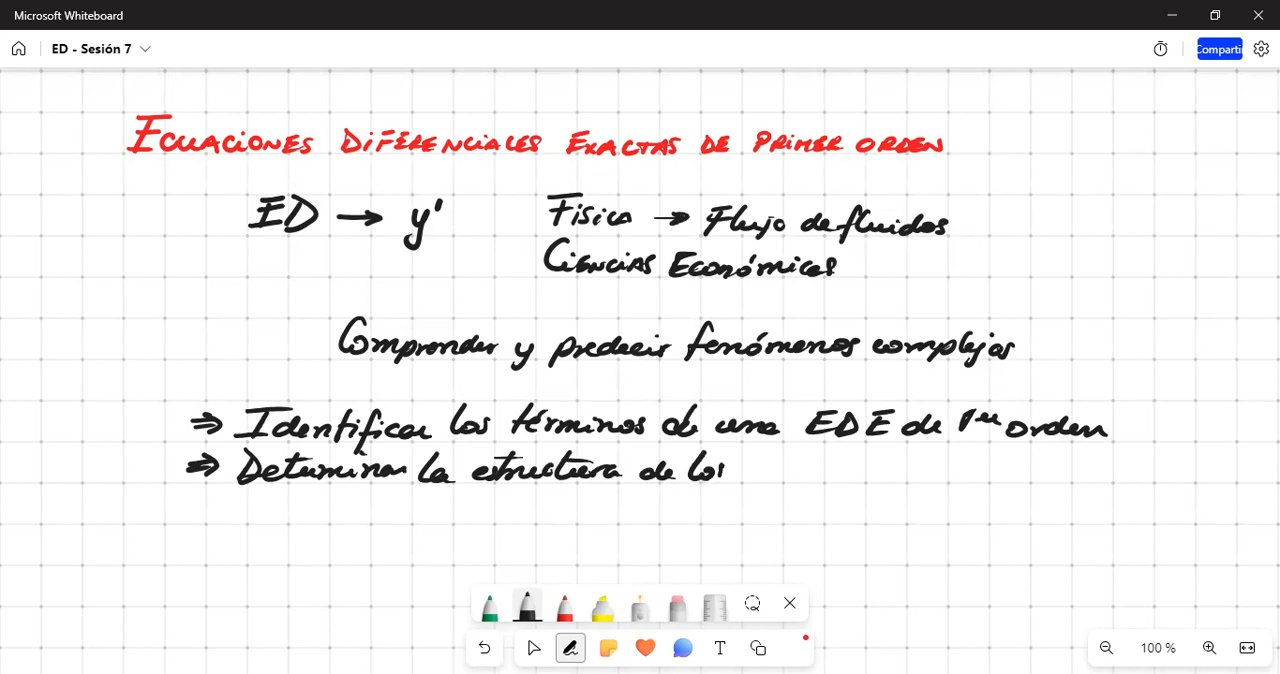 Microsoft Whiteboard
ED - Sesión 7
Comparti
ECUACIONES DIFERENCIALES EXACTAS DE PRIMER ORDEN
ED → y' Física → Flujo de fluidos
Ciencias Económicas
Comprender y predecir fenómenos complejos
⇒ Identificar los términos de una EDE de 1er orden
⇒ Determinar la estructura de los
T
100 %